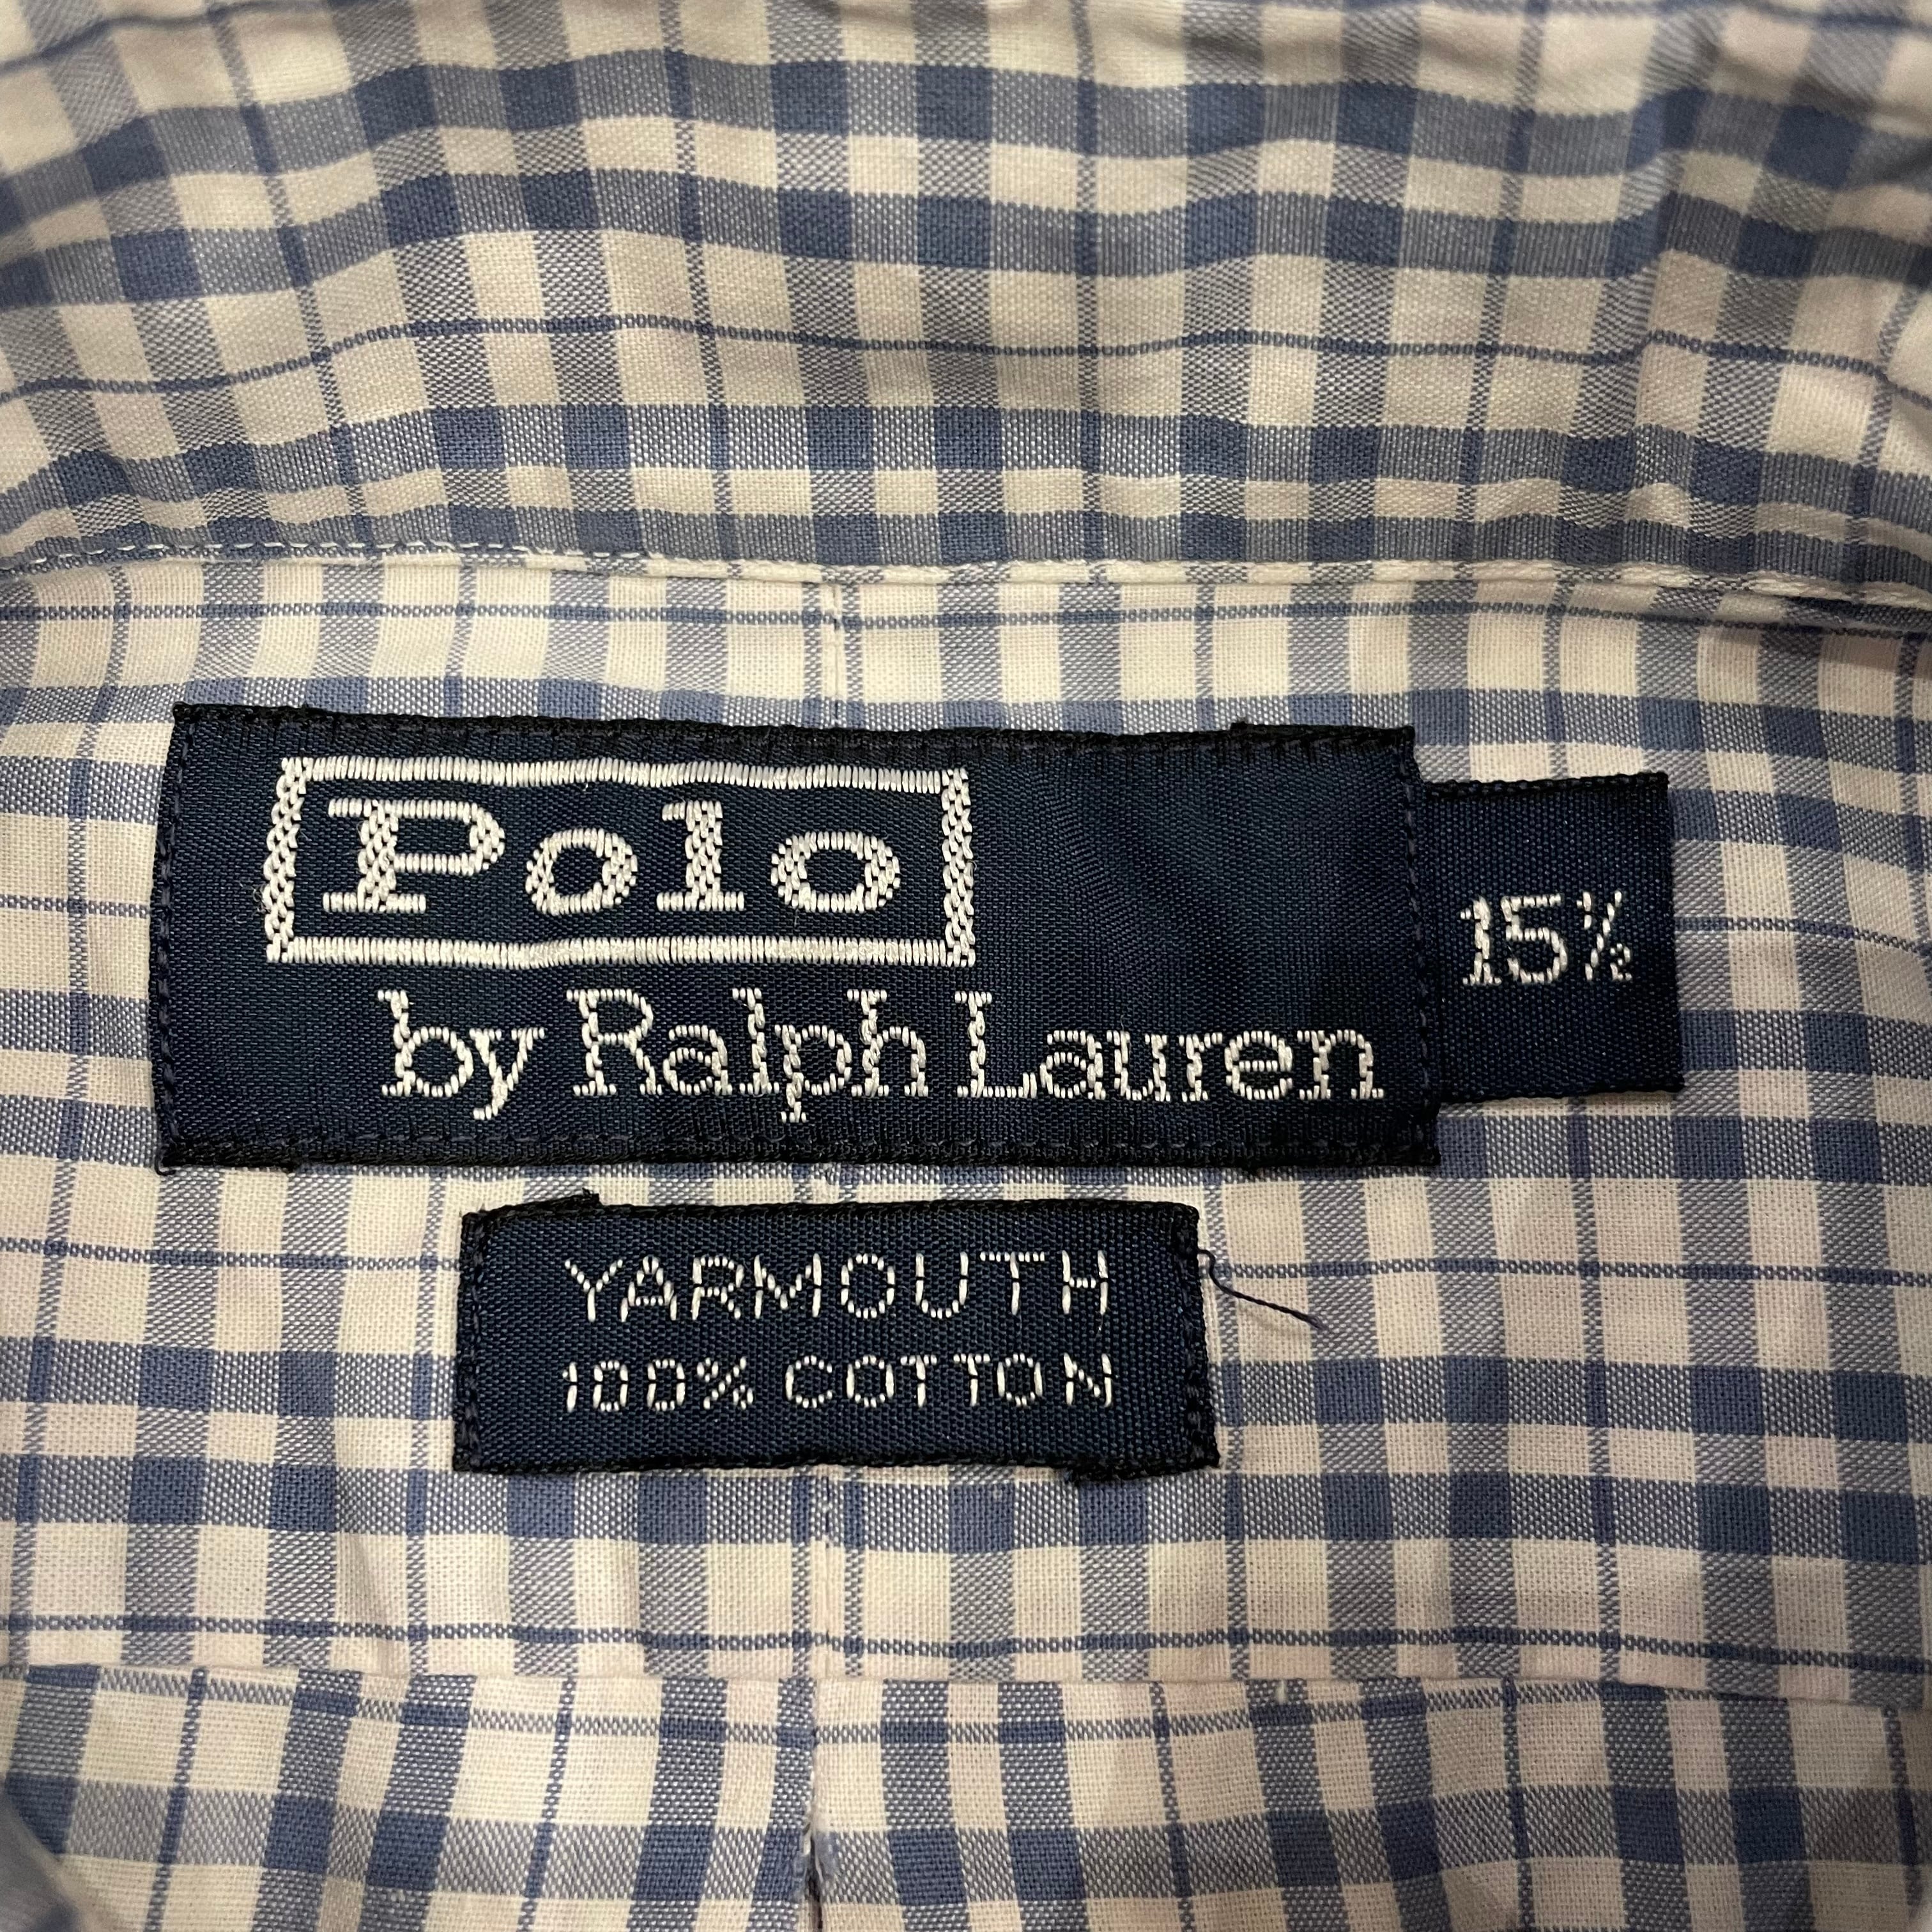 Polo
by Ralph Lauren
15½
YARMOUTH
100% COTTON